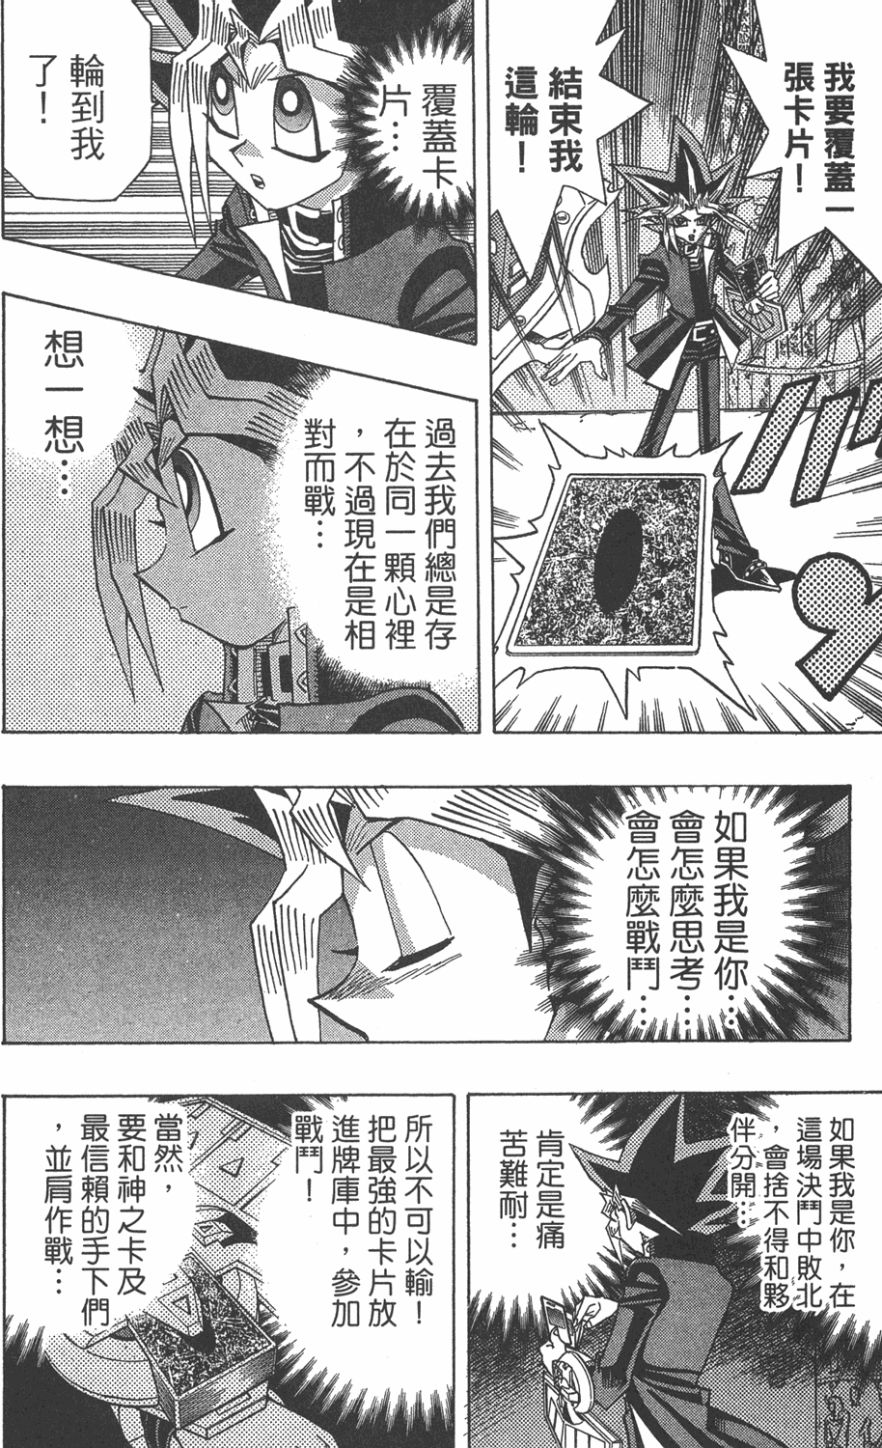 我要覆蓋一
張卡片！
結束我
這輪！
覆蓋卡
片…
輪到我
了！
過去我們總是存
在於同一顆心裡
，不過現在是相
對而戰…
想一想…
如果我是你…
會怎麼思考…
會怎麼戰鬥…
如果我是你，在
這場決鬥中敗北
，會捨不得和夥
伴分開…
肯定是痛
苦難耐…
所以不可以輸！
把最強的卡片放
進牌庫中，參加
戰鬥！
當然，
要和神之卡及
最信賴的手下們
，並肩作戰…